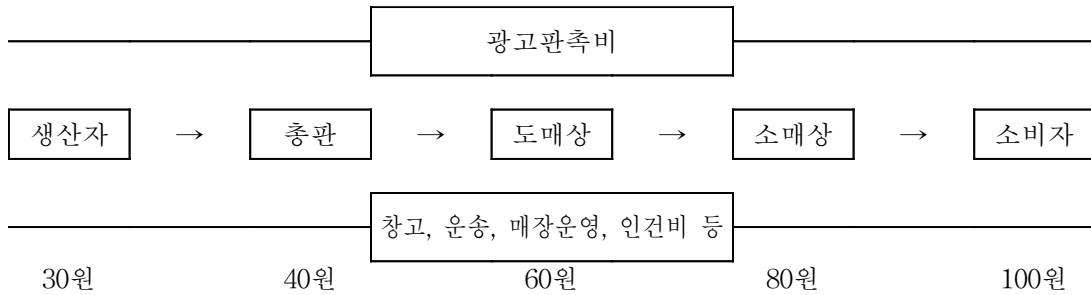 광고판촉비
생산자 → 총판 → 도매상 → 소매상 → 소비자
창고, 운송, 매장운영, 인건비 등
30원 40원 60원 80원 100원